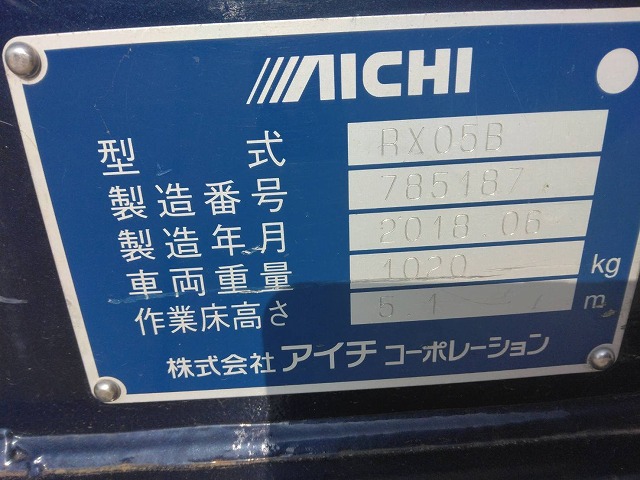 AICHI
型式 RX05B
製造番号 785187
製造年月 2018 06
車両重量 1020 kg
作業床高さ 5.1 m
株式会社 アイチ コーポレーション